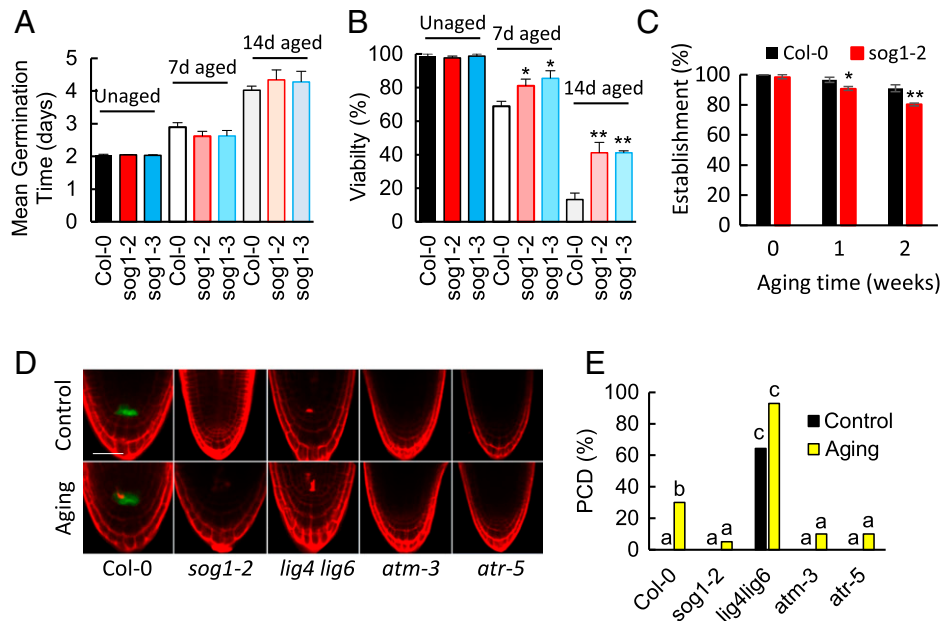 A
Mean Germination
Time (days)
5
4
3
2
1
0
Unaged
7d aged
14d aged
Col-0
sog1-2
sog1-3
Col-0
sog1-2
sog1-3
Col-0
sog1-2
sog1-3
B
Viabilty (%)
100
80
60
40
20
0
Unaged
7d aged
14d aged
*
*
**
**
Col-0
sog1-2
sog1-3
Col-0
sog1-2
sog1-3
Col-0
sog1-2
sog1-3
C
Establishment (%)
Col-0
sog1-2
100
80
60
40
20
0
*
**
0 1 2
Aging time (weeks)
D
Control
Aging
Col-0 sog1-2 lig4 lig6 atm-3 atr-5
E
PCD (%)
100
80
60
40
20
0
Control
Aging
a b
a a
c c
a a
a a
Col-0
sog1-2
lig4lig6
atm-3
atr-5